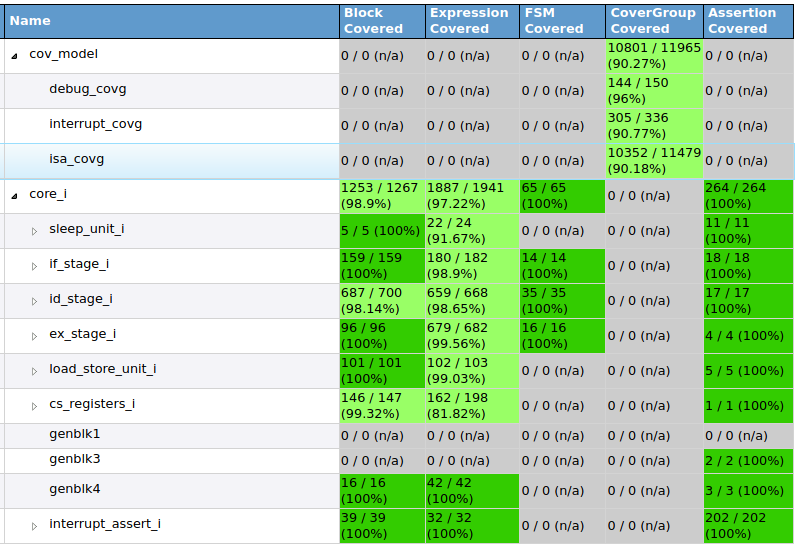 Name Block Covered Expression Covered FSM Covered CoverGroup Covered Assertion Covered
cov_model 0 / 0 (n/a) 0 / 0 (n/a) 0 / 0 (n/a) 10801 / 11965 (90.27%) 0 / 0 (n/a)
debug_covg 0 / 0 (n/a) 0 / 0 (n/a) 0 / 0 (n/a) 144 / 150 (96%) 0 / 0 (n/a)
interrupt_covg 0 / 0 (n/a) 0 / 0 (n/a) 0 / 0 (n/a) 305 / 336 (90.77%) 0 / 0 (n/a)
isa_covg 0 / 0 (n/a) 0 / 0 (n/a) 0 / 0 (n/a) 10352 / 11479 (90.18%) 0 / 0 (n/a)
core_i 1253 / 1267 (98.9%) 1887 / 1941 (97.22%) 65 / 65 (100%) 0 / 0 (n/a) 264 / 264 (100%)
sleep_unit_i 5 / 5 (100%) 22 / 24 (91.67%) 0 / 0 (n/a) 0 / 0 (n/a) 11 / 11 (100%)
if_stage_i 159 / 159 (100%) 180 / 182 (98.9%) 14 / 14 (100%) 0 / 0 (n/a) 18 / 18 (100%)
id_stage_i 687 / 700 (98.14%) 659 / 668 (98.65%) 35 / 35 (100%) 0 / 0 (n/a) 17 / 17 (100%)
ex_stage_i 96 / 96 (100%) 679 / 682 (99.56%) 16 / 16 (100%) 0 / 0 (n/a) 4 / 4 (100%)
load_store_unit_i 101 / 101 (100%) 102 / 103 (99.03%) 0 / 0 (n/a) 0 / 0 (n/a) 5 / 5 (100%)
cs_registers_i 146 / 147 (99.32%) 162 / 198 (81.82%) 0 / 0 (n/a) 0 / 0 (n/a) 1 / 1 (100%)
genblk1 0 / 0 (n/a) 0 / 0 (n/a) 0 / 0 (n/a) 0 / 0 (n/a) 0 / 0 (n/a)
genblk3 0 / 0 (n/a) 0 / 0 (n/a) 0 / 0 (n/a) 0 / 0 (n/a) 2 / 2 (100%)
genblk4 16 / 16 (100%) 42 / 42 (100%) 0 / 0 (n/a) 0 / 0 (n/a) 3 / 3 (100%)
interrupt_assert_i 39 / 39 (100%) 32 / 32 (100%) 0 / 0 (n/a) 0 / 0 (n/a) 202 / 202 (100%)